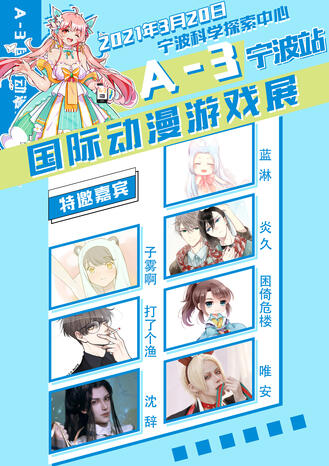 2021年3月20日
宁波科学探索中心
A-3宁波站
国际动漫游戏展
特邀嘉宾
蓝淋
炎久
子雾啊
困倚危楼
打了个渔
唯安
沈辞